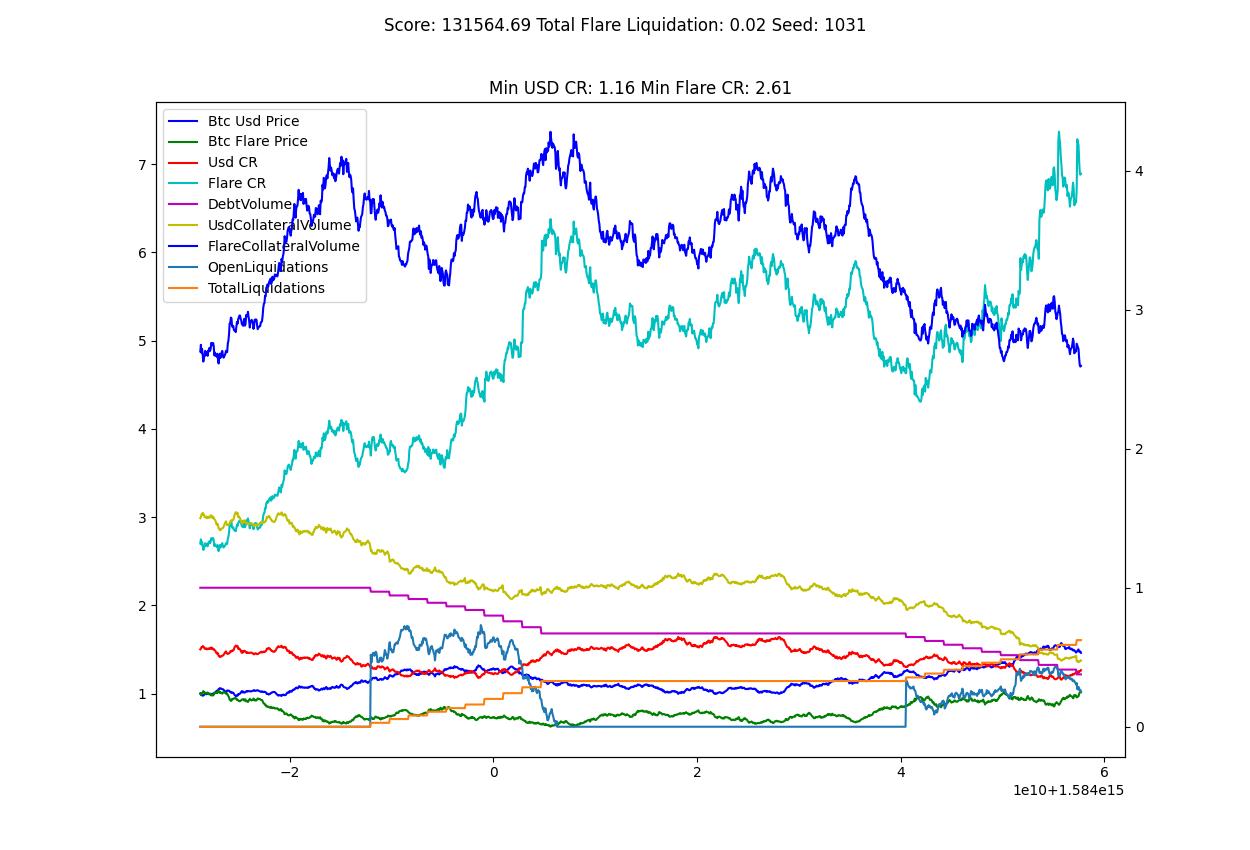 Score: 131564.69 Total Flare Liquidation: 0.02 Seed: 1031
Min USD CR: 1.16 Min Flare CR: 2.61
Btc Usd Price
Btc Flare Price
Usd CR
Flare CR
DebtVolume
UsdCollateralVolume
FlareCollateralVolume
OpenLiquidations
TotalLiquidations
7
6
5
4
3
2
1
4
3
2
1
0
−2
0
2
4
6
1e10+1.584e15